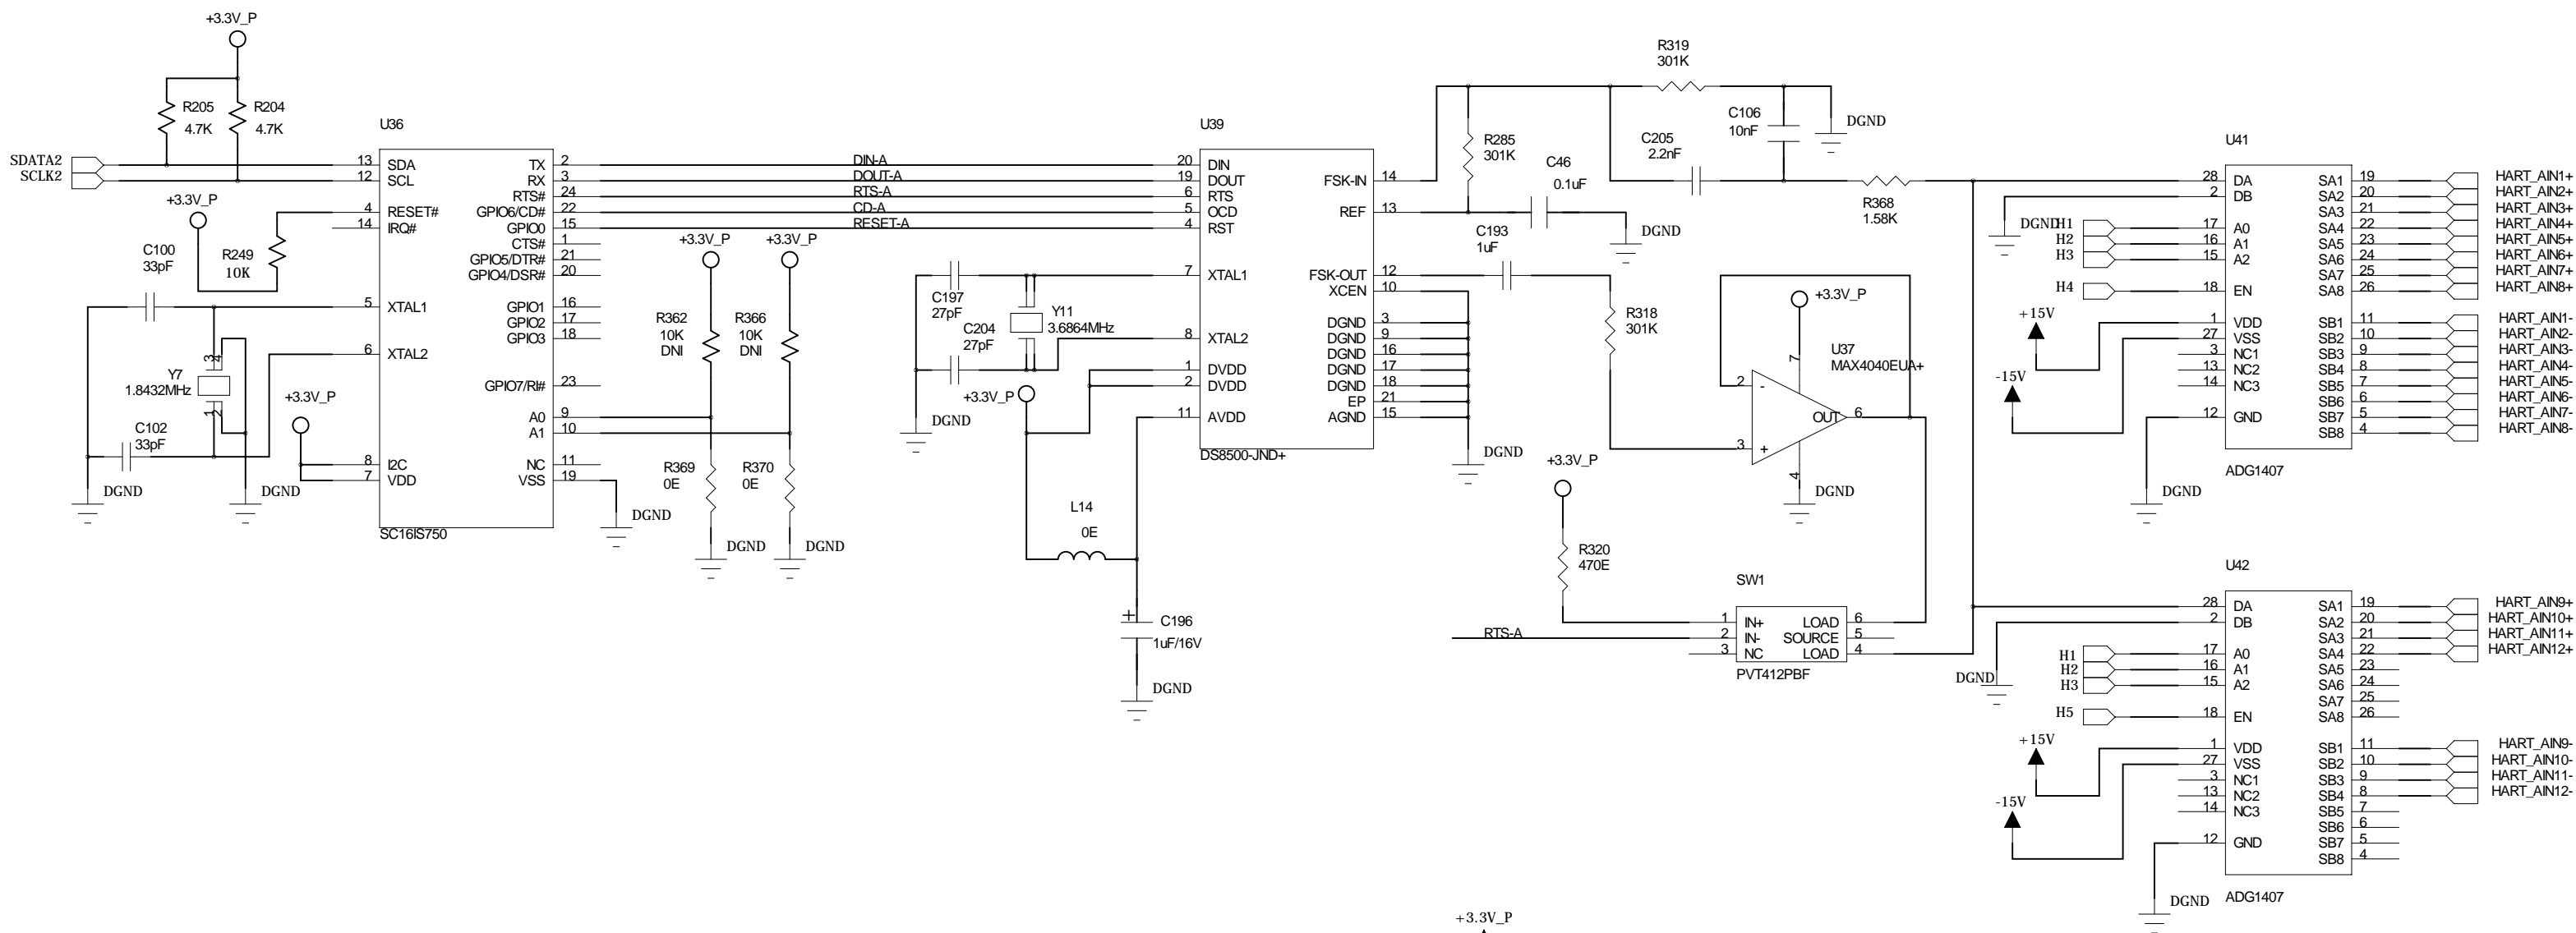 +3.3V_P
R205
4.7K
R204
4.7K
SDATA2
SCLK2
+3.3V_P
R249
10K
C100
33pF
Y7
1.8432MHz
3
4
1
2
C102
33pF
DGND
DGND
+3.3V_P
U36
13 SDA
12 SCL
4 RESET#
14 IRQ#
5 XTAL1
6 XTAL2
8 I2C
7 VDD
TX 2
RX 3
RTS# 24
GPIO6/CD# 22
GPIO0 15
CTS# 1
GPIO5/DTR# 21
GPIO4/DSR# 20
GPIO1 16
GPIO2 17
GPIO3 18
GPIO7/RI# 23
A0 9
A1 10
NC 11
VSS 19
SC16IS750
DGND
DIN-A
DOUT-A
RTS-A
CD-A
RESET-A
+3.3V_P
+3.3V_P
R362
10K
DNI
R366
10K
DNI
R369
0E
R370
0E
DGND
DGND
C197
27pF
C204
27pF
Y11
3.6864MHz
DGND
+3.3V_P
L14
0E
C196
+
1uF/16V
DGND
U39
20 DIN
19 DOUT
6 RTS
5 OCD
4 RST
7 XTAL1
8 XTAL2
1 DVDD
2 DVDD
11 AVDD
FSK-IN 14
REF 13
FSK-OUT 12
XCEN 10
DGND 3
DGND 9
DGND 16
DGND 17
DGND 18
EP 21
AGND 15
DS8500-JND+
DGND
R319
301K
R285
301K
C205
2.2nF
C106
10nF
DGND
C46
0.1uF
DGND
C193
1uF
R368
1.58K
R318
301K
+3.3V_P
U37
MAX4040EUA+
7
2 -
3 +
OUT 6
4
DGND
+3.3V_P
R320
470E
RTS-A
SW1
1 IN+
2 IN-
3 NC
LOAD 6
SOURCE 5
LOAD 4
PVT412PBF
U41
28 DA
2 DB
17 A0
16 A1
15 A2
18 EN
1 VDD
27 VSS
3 NC1
13 NC2
14 NC3
12 GND
SA1 19
SA2 20
SA3 21
SA4 22
SA5 23
SA6 24
SA7 25
SA8 26
SB1 11
SB2 10
SB3 9
SB4 8
SB5 7
SB6 6
SB7 5
SB8 4
ADG1407
DGND
H1
H2
H3
H4
+15V
-15V
DGND
HART_AIN1+
HART_AIN2+
HART_AIN3+
HART_AIN4+
HART_AIN5+
HART_AIN6+
HART_AIN7+
HART_AIN8+
HART_AIN1-
HART_AIN2-
HART_AIN3-
HART_AIN4-
HART_AIN5-
HART_AIN6-
HART_AIN7-
HART_AIN8-
U42
28 DA
2 DB
17 A0
16 A1
15 A2
18 EN
1 VDD
27 VSS
3 NC1
13 NC2
14 NC3
12 GND
SA1 19
SA2 20
SA3 21
SA4 22
SA5 23
SA6 24
SA7 25
SA8 26
SB1 11
SB2 10
SB3 9
SB4 8
SB5 7
SB6 6
SB7 5
SB8 4
ADG1407
DGND
H1
H2
H3
H5
+15V
-15V
DGND
HART_AIN9+
HART_AIN10+
HART_AIN11+
HART_AIN12+
HART_AIN9-
HART_AIN10-
HART_AIN11-
HART_AIN12-
+3.3V_P